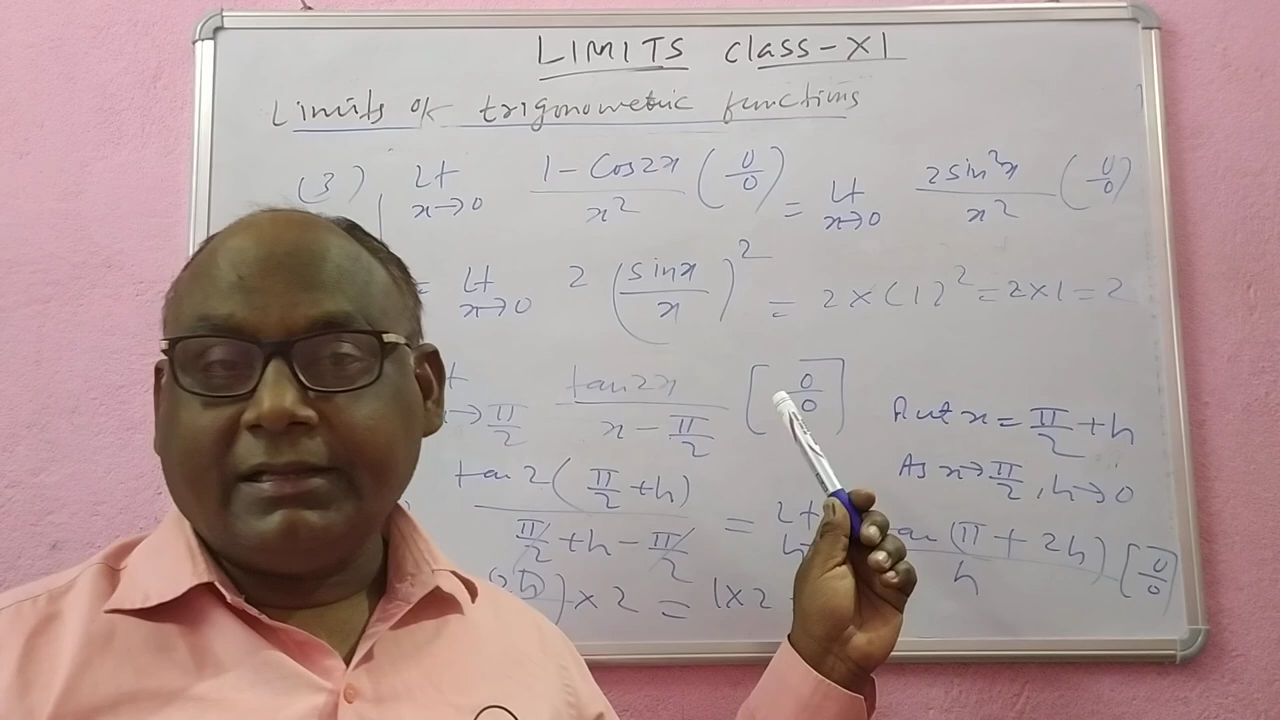 LIMITS class-XI
Limits of trigonometric functions
(3) Lt x→0 1-Cos2x / x² (0/0) = Lt x→0 2sin²x / x² (0/0)
= Lt x→0 2 (sinx / x)² = 2×(1)² = 2×1 = 2
t →π/2 tan2x / x-π/2 [0/0] Put x = π/2 + h
As x→π/2, h→0
tan 2(π/2 + h) / π/2 + h - π/2 = Lt h→ an (π + 2h) / h [0/0]
×2 = 1×2